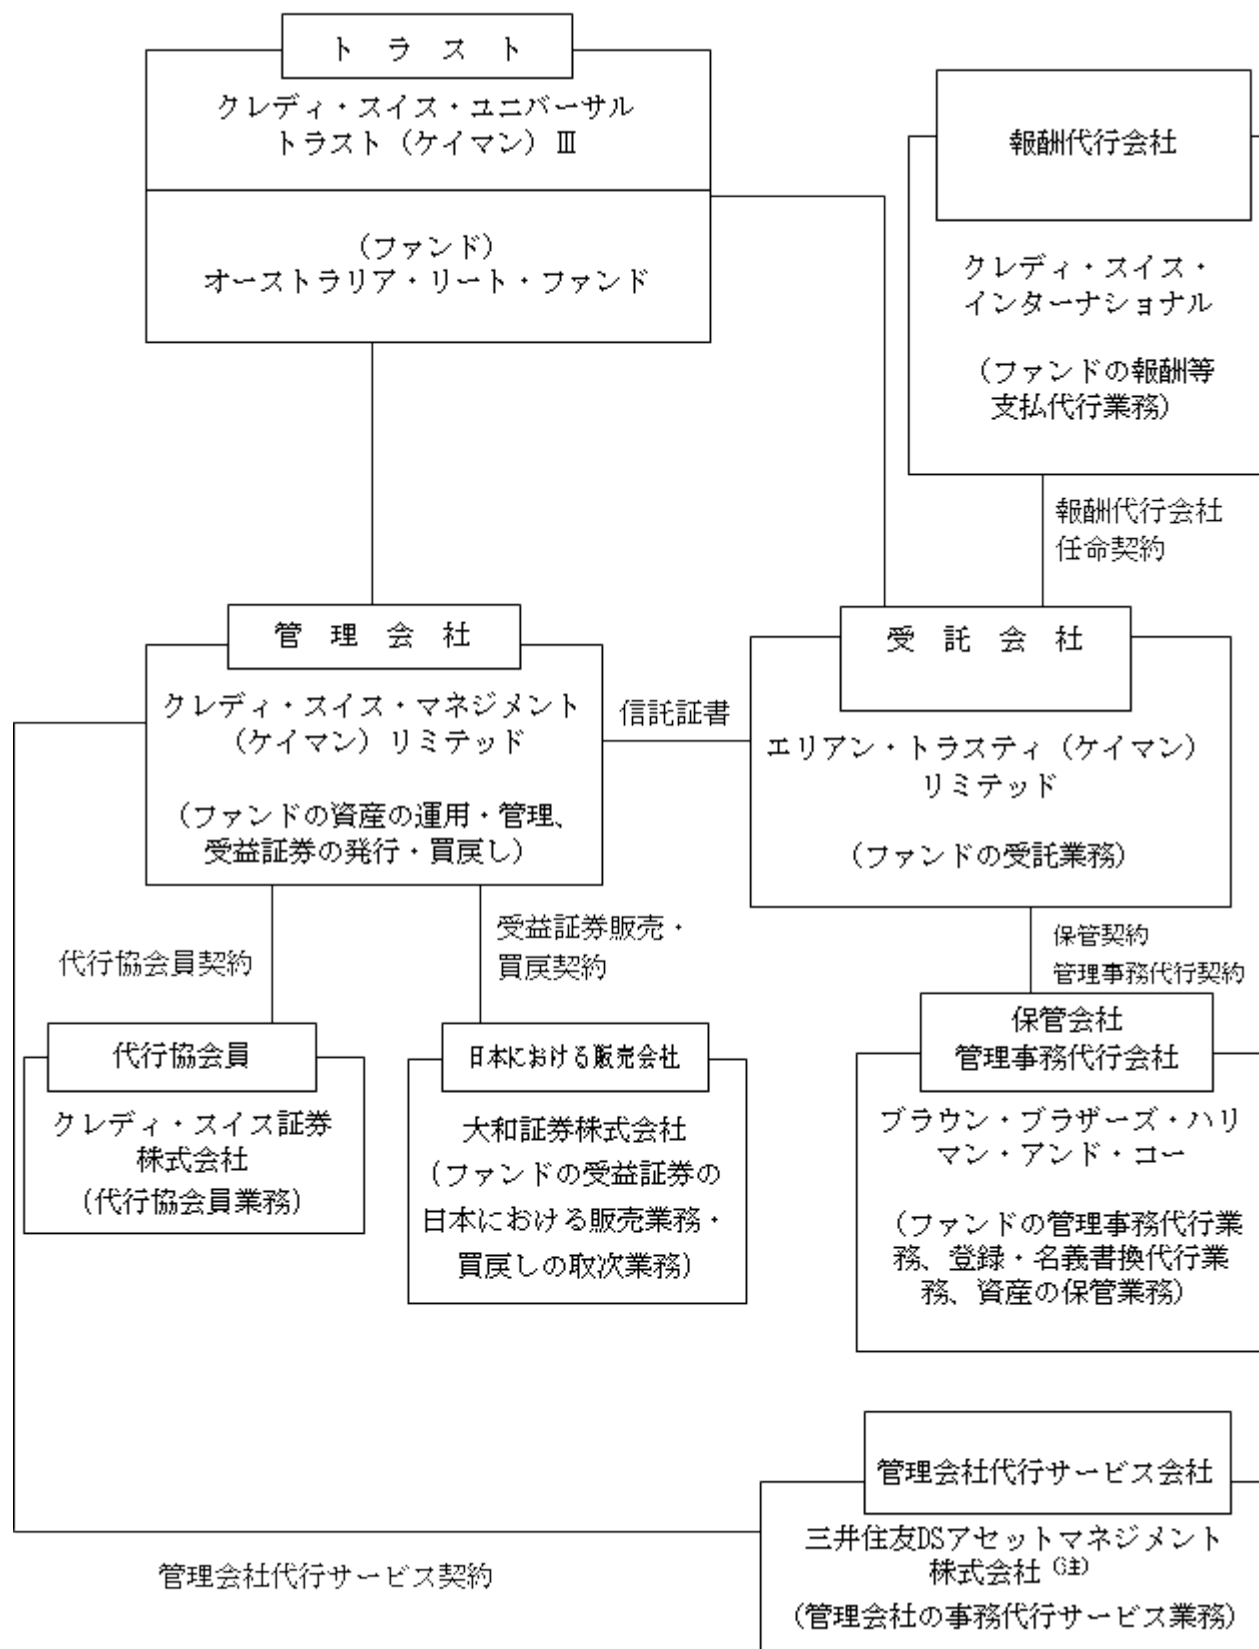 ト ラ ス ト
クレディ・スイス・ユニバーサル
トラスト（ケイマン）Ⅲ
（ファンド）
オーストラリア・リート・ファンド
報酬代行会社
クレディ・スイス・
インターナショナル
（ファンドの報酬等
支払代行業務）
報酬代行会社
任命契約
管 理 会 社
クレディ・スイス・マネジメント
（ケイマン）リミテッド
（ファンドの資産の運用・管理、
受益証券の発行・買戻し）
信託証書
受 託 会 社
エリアン・トラスティ（ケイマン）
リミテッド
（ファンドの受託業務）
代行協会員契約
受益証券販売・
買戻契約
保管契約
管理事務代行契約
代行協会員
クレディ・スイス証券
株式会社
（代行協会員業務）
日本における販売会社
大和証券株式会社
（ファンドの受益証券の
日本における販売業務・
買戻しの取次業務）
保管会社
管理事務代行会社
ブラウン・ブラザーズ・ハリ
マン・アンド・コー
（ファンドの管理事務代行業
務、登録・名義書換代行業
務、資産の保管業務）
管理会社代行サービス会社
三井住友DSアセットマネジメント
株式会社（注）
（管理会社の事務代行サービス業務）
管理会社代行サービス契約